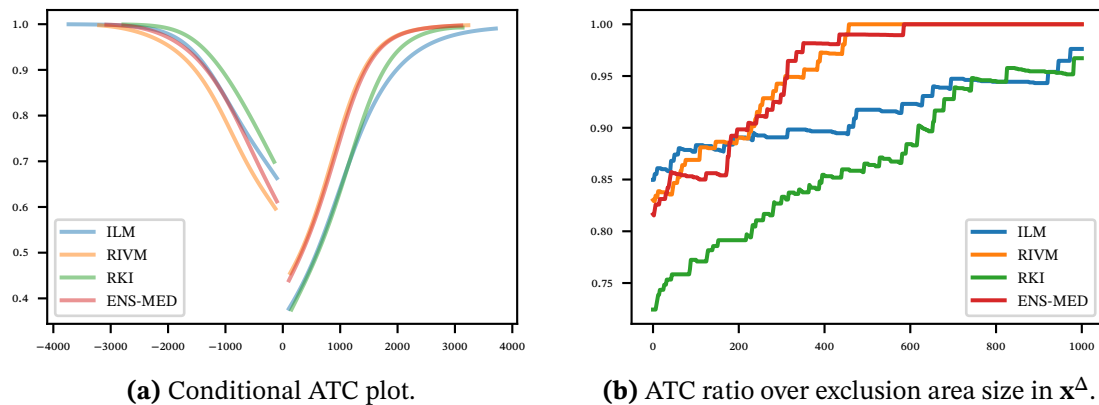 1.0
0.9
0.8
0.7
0.6
0.5
0.4
ILM
RIVM
RKI
ENS-MED
−4000 −3000 −2000 −1000 0 1000 2000 3000 4000
(a) Conditional ATC plot.
1.00
0.95
0.90
0.85
0.80
0.75
ILM
RIVM
RKI
ENS-MED
0 200 400 600 800 1000
(b) ATC ratio over exclusion area size in x^Δ.